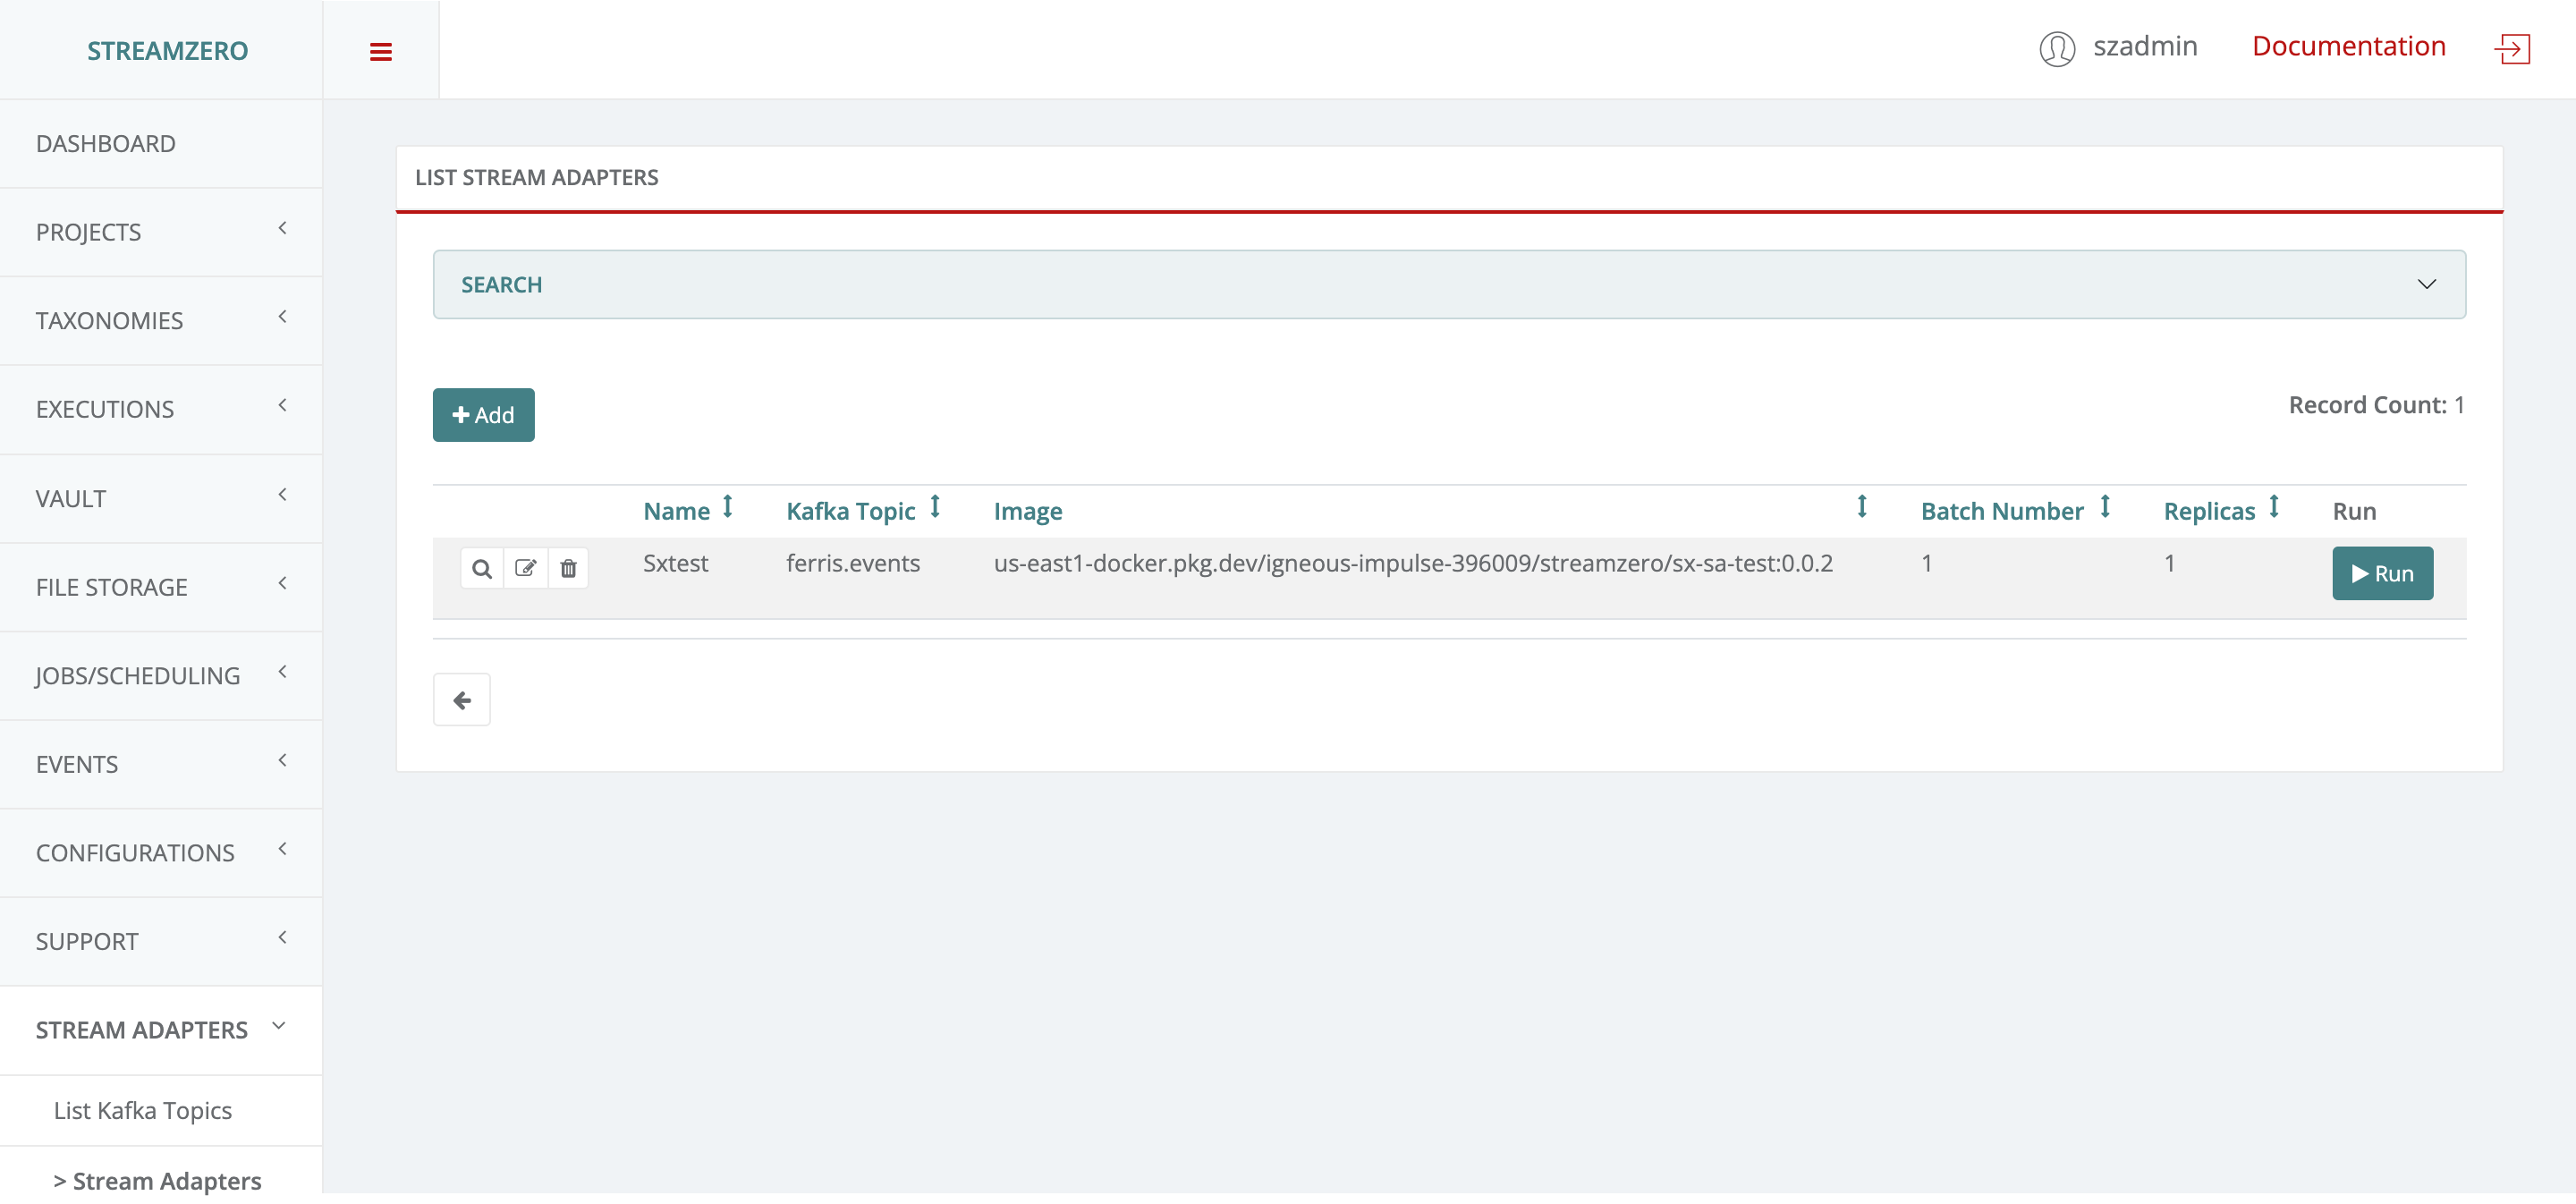 STREAMZERO
szadmin Documentation
DASHBOARD
PROJECTS
TAXONOMIES
EXECUTIONS
VAULT
FILE STORAGE
JOBS/SCHEDULING
EVENTS
CONFIGURATIONS
SUPPORT
STREAM ADAPTERS
List Kafka Topics
> Stream Adapters
LIST STREAM ADAPTERS
SEARCH
Add
Record Count: 1
Name Kafka Topic Image Batch Number Replicas Run
Sxtest ferris.events us-east1-docker.pkg.dev/igneous-impulse-396009/streamzero/sx-sa-test:0.0.2 1 1 Run